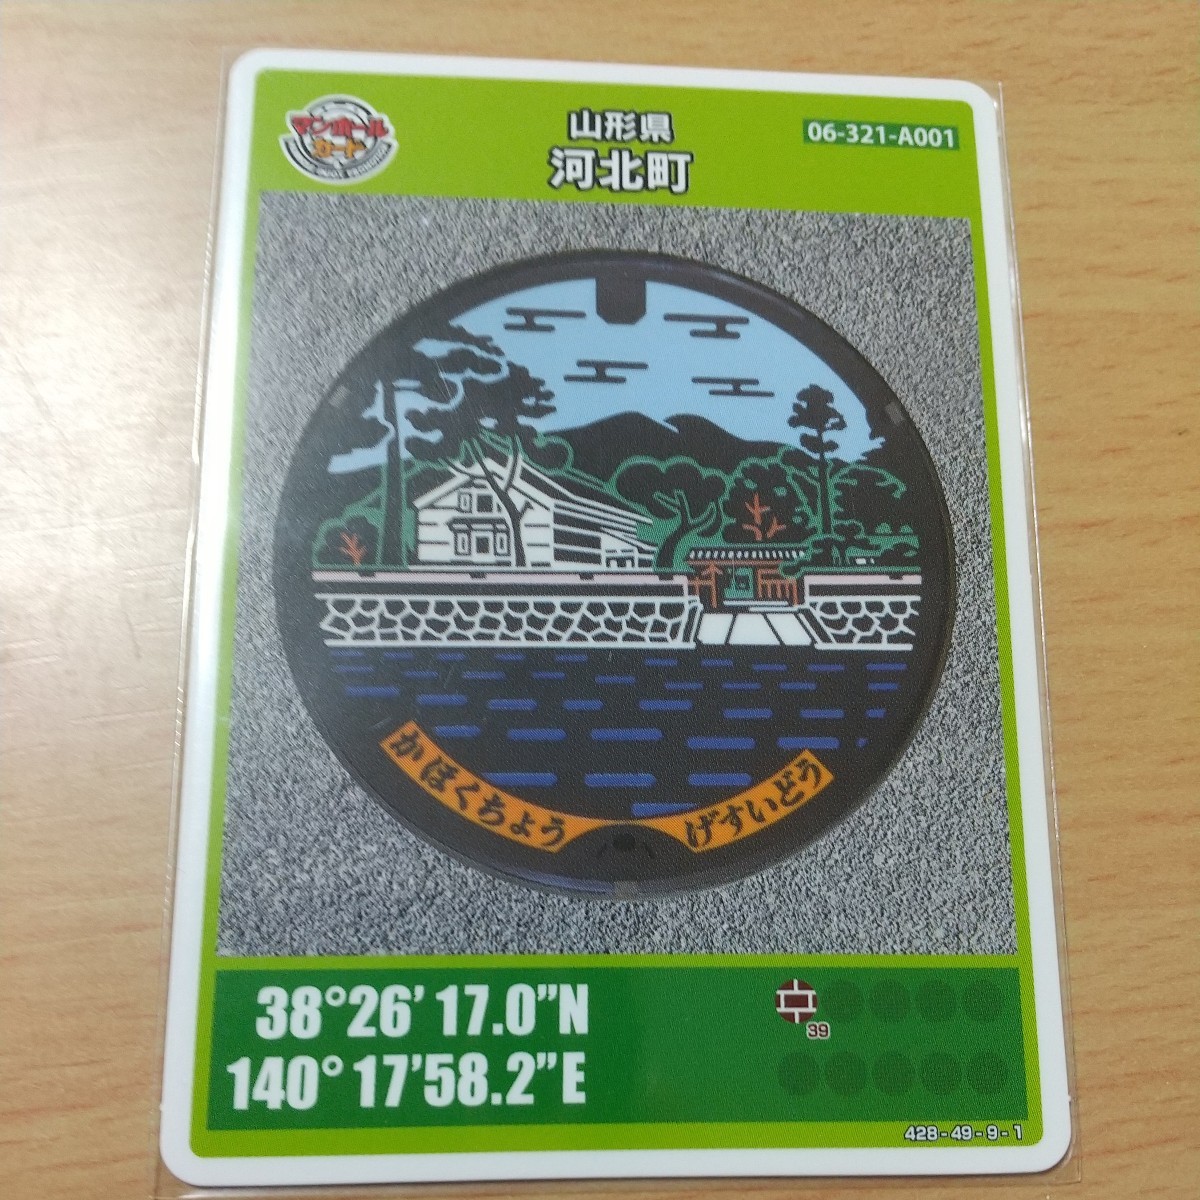 マンホール
カード
山形県
河北町
06-321-A001
かほくちょう
げすいどう
38°26'17.0"N
140°17'58.2"E
39
428-49-9-1